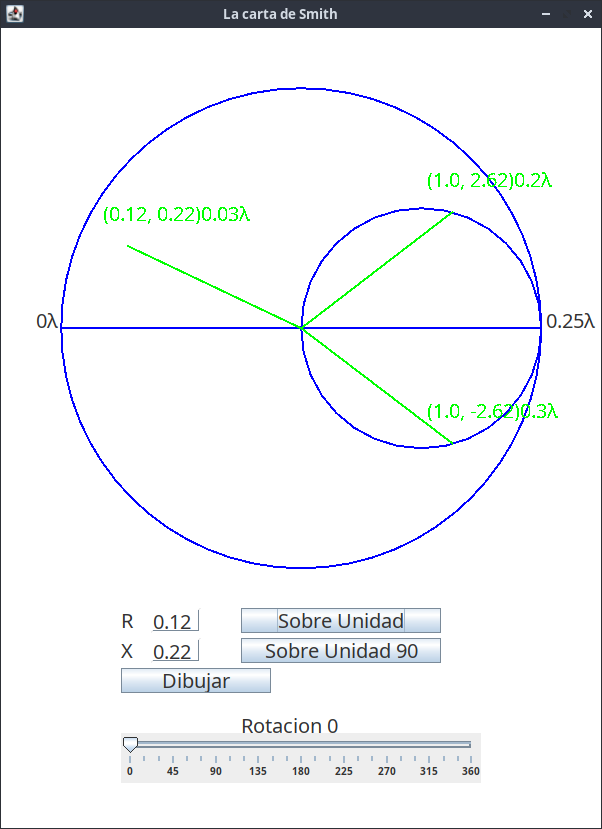 La carta de Smith
(1.0, 2.62)0.2λ
(0.12, 0.22)0.03λ
0λ
0.25λ
(1.0, -2.62)0.3λ
R 0.12 Sobre Unidad
X 0.22 Sobre Unidad 90
Dibujar
Rotacion 0
0 45 90 135 180 225 270 315 360